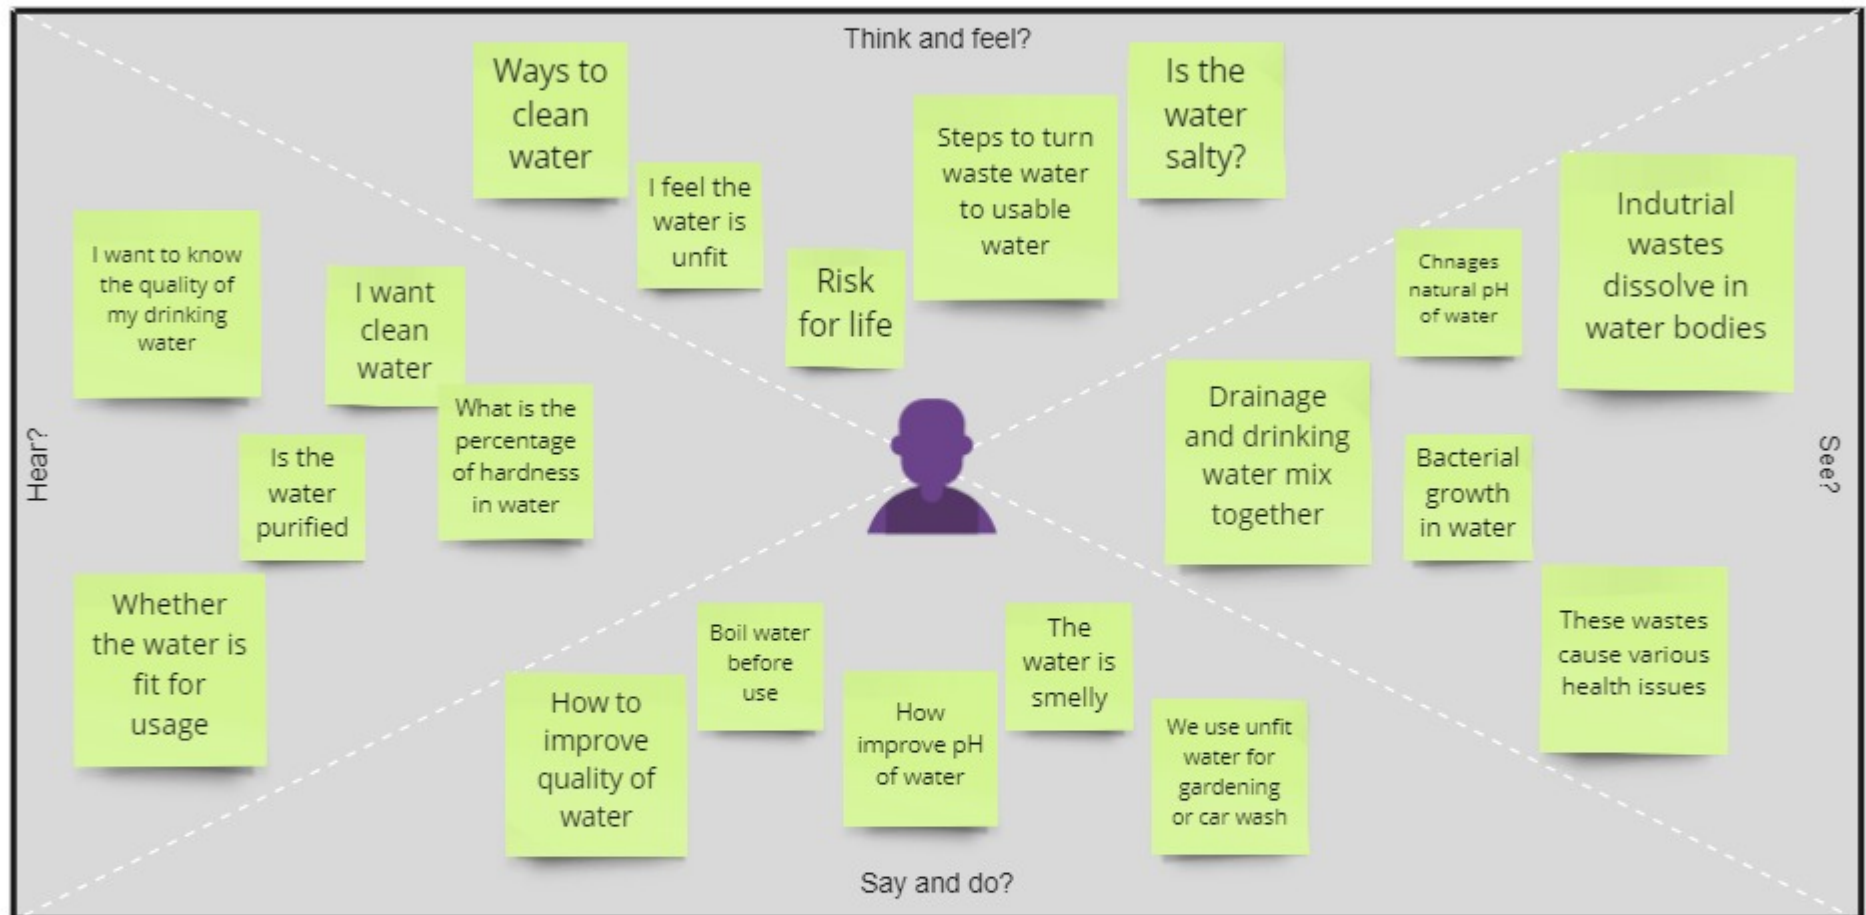 Think and feel?
Ways to
clean
water
I feel the
water is
unfit
Risk
for life
Steps to turn
waste water
to usable
water
Is the
water
salty?
Hear?
I want to know
the quality of
my drinking
water
I want
clean
water
What is the
percentage
of hardness
in water
Is the
water
purified
Whether
the water is
fit for
usage
See?
Chnages
natural pH
of water
Indutrial
wastes
dissolve in
water bodies
Drainage
and drinking
water mix
together
Bacterial
growth
in water
These wastes
cause various
health issues
How to
improve
quality of
water
Boil water
before
use
How
improve pH
of water
The
water is
smelly
We use unfit
water for
gardening
or car wash
Say and do?